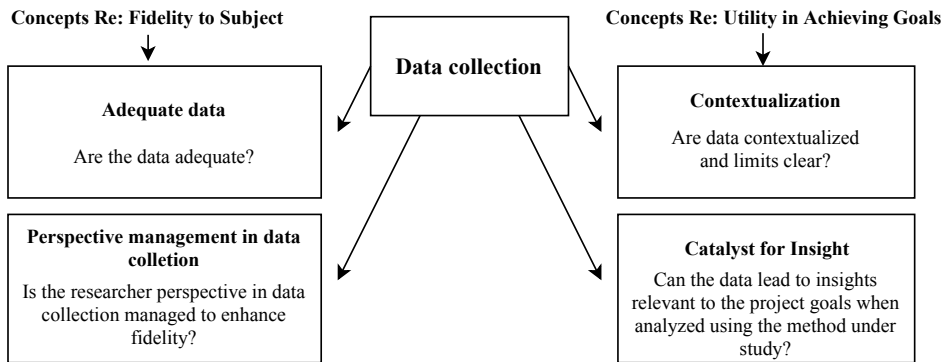 Concepts Re: Fidelity to Subject
Concepts Re: Utility in Achieving Goals
Data collection
Adequate data
Are the data adequate?
Contextualization
Are data contextualized
and limits clear?
Perspective management in data
colletion
Is the researcher perspective in data
collection managed to enhance
fidelity?
Catalyst for Insight
Can the data lead to insights
relevant to the project goals when
analyzed using the method under
study?